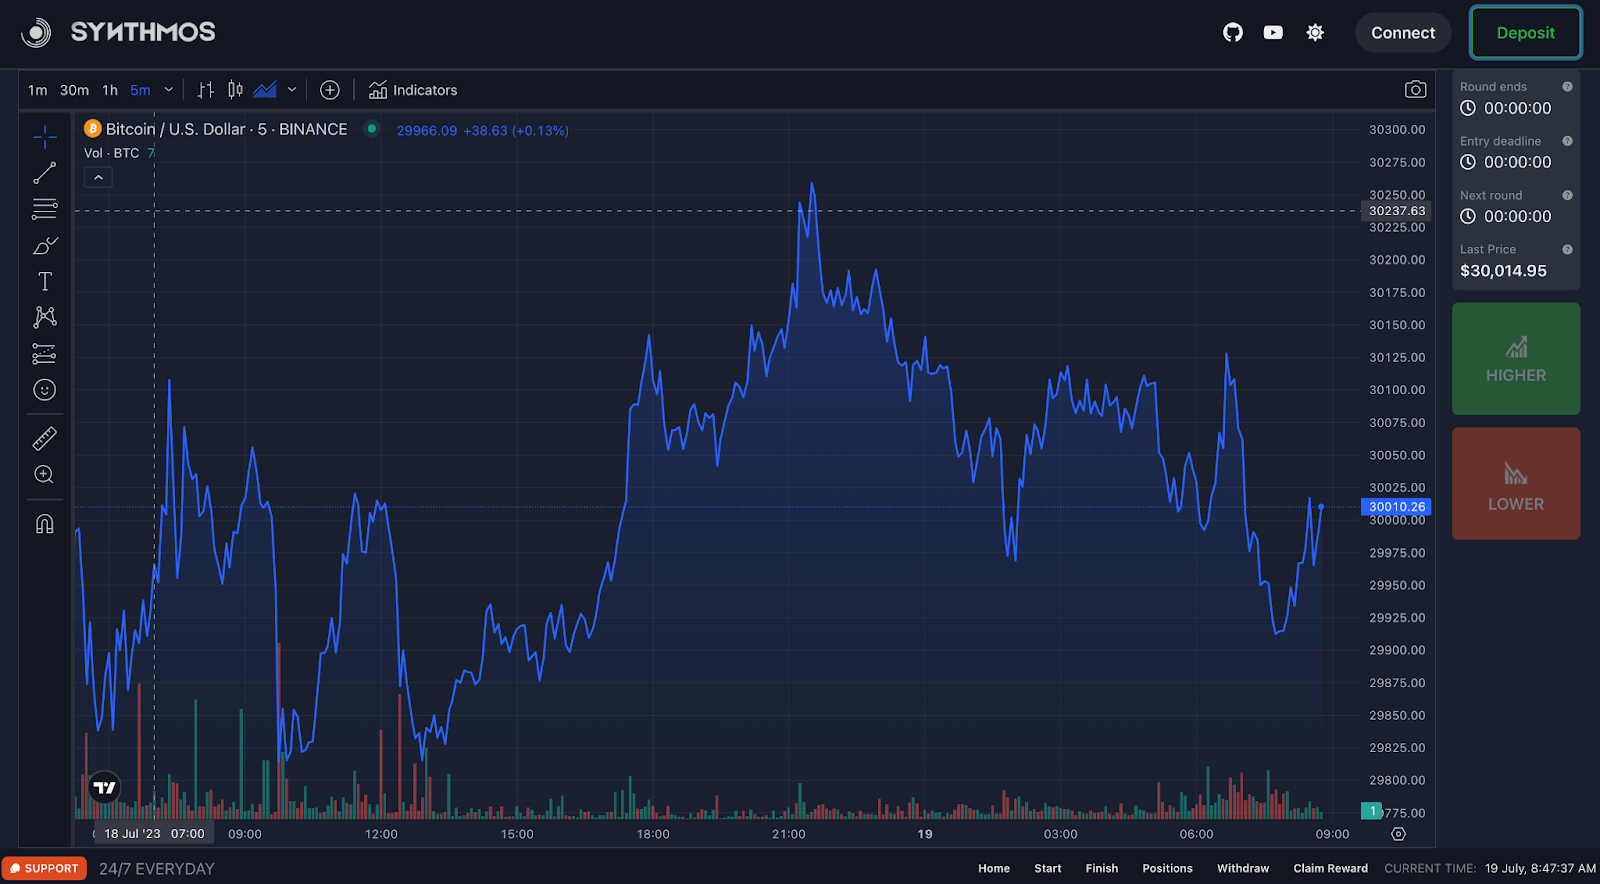 SYNTHMOS
Connect
Deposit
1m 30m 1h 5m Indicators
Bitcoin / U.S. Dollar · 5 · BINANCE 29966.09 +38.63 (+0.13%)
Vol · BTC 7
30300.00
30275.00
30250.00
30237.63
30225.00
30200.00
30175.00
30150.00
30125.00
30100.00
30075.00
30050.00
30025.00
30010.26
30000.00
29975.00
29950.00
29925.00
29900.00
29875.00
29850.00
29825.00
29800.00
1
9775.00
18 Jul '23 07:00 09:00 12:00 15:00 18:00 21:00 19 03:00 06:00 09:00
Round ends ?
00:00:00
Entry deadline ?
00:00:00
Next round ?
00:00:00
Last Price ?
$30,014.95
HIGHER
LOWER
SUPPORT 24/7 EVERYDAY
Home Start Finish Positions Withdraw Claim Reward CURRENT TIME: 19 July, 8:47:37 AM